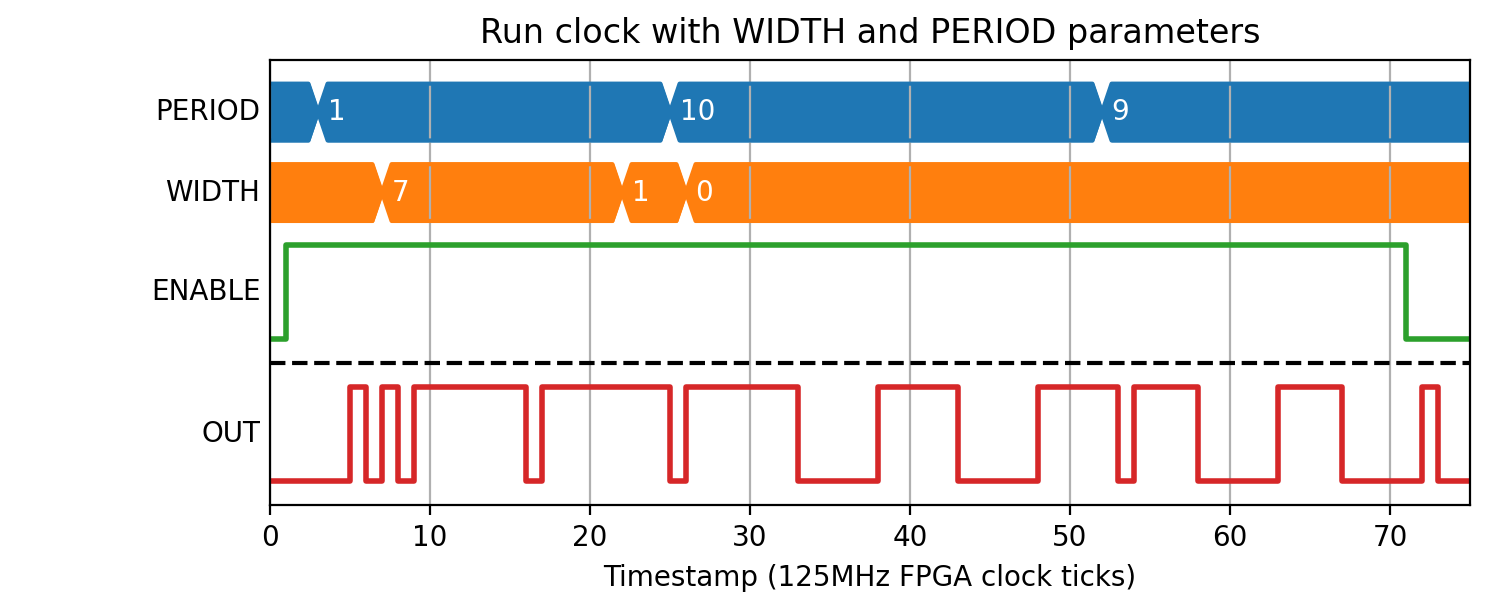 Run clock with WIDTH and PERIOD parameters
PERIOD 1 10 9
WIDTH 7 1 0
ENABLE
OUT
0 10 20 30 40 50 60 70
Timestamp (125MHz FPGA clock ticks)